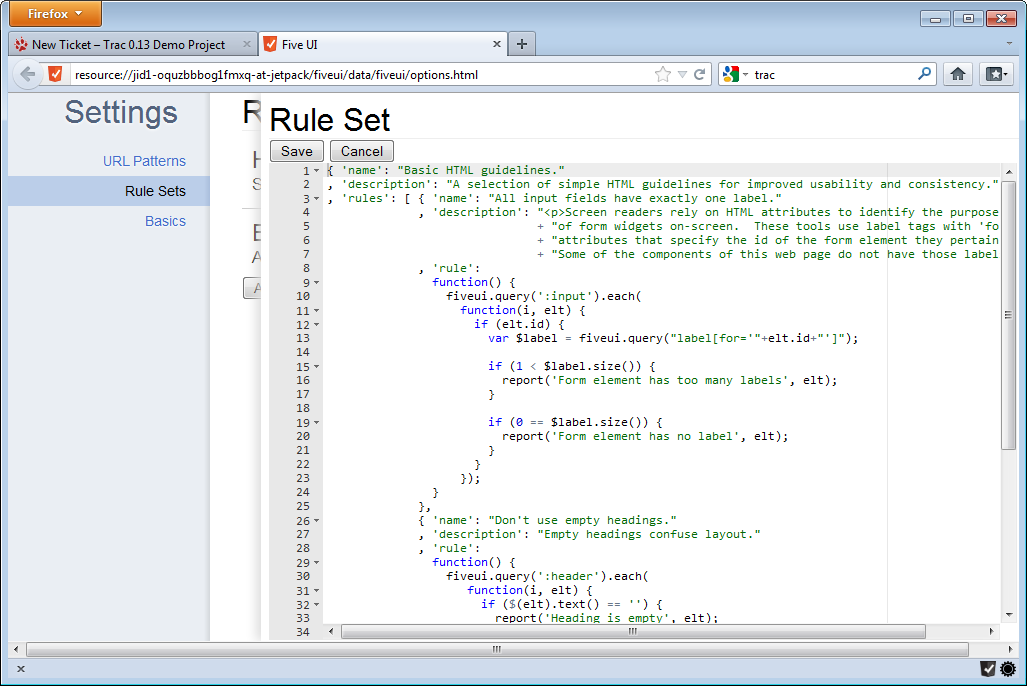 Firefox
New Ticket – Trac 0.13 Demo Project
Five UI
resource://jid1-oquzbbbog1fmxq-at-jetpack/fiveui/data/fiveui/options.html
trac
Settings
URL Patterns
Rule Sets
Basics
Rule Set
Save Cancel
1 { 'name': "Basic HTML guidelines."
2 , 'description': "A selection of simple HTML guidelines for improved usability and consistency."
3 , 'rules': [ { 'name': "All input fields have exactly one label."
4 , 'description': "<p>Screen readers rely on HTML attributes to identify the purpose
5 + "of form widgets on-screen.  These tools use label tags with 'fo
6 + "attributes that specify the id of the form element they pertain
7 + "Some of the components of this web page do not have those label
8 , 'rule':
9 function() {
10 fiveui.query(':input').each(
11 function(i, elt) {
12 if (elt.id) {
13 var $label = fiveui.query("label[for='"+elt.id+"']");
14
15 if (1 < $label.size()) {
16 report('Form element has too many labels', elt);
17 }
18
19 if (0 == $label.size()) {
20 report('Form element has no label', elt);
21 }
22 }
23 });
24 }
25 },
26 { 'name': "Don't use empty headings."
27 , 'description': "Empty headings confuse layout."
28 , 'rule':
29 function() {
30 fiveui.query(':header').each(
31 function(i, elt) {
32 if ($(elt).text() == '') {
33 report('Heading is empty', elt);
34